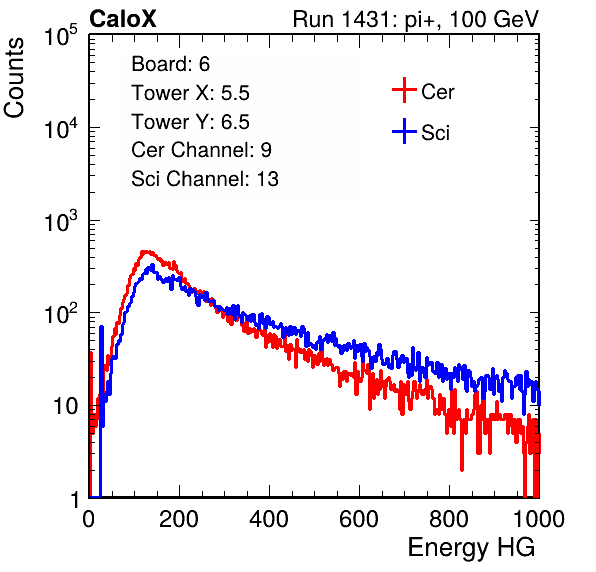 CaloX Run 1431: pi+, 100 GeV
Board: 6
Tower X: 5.5
Tower Y: 6.5
Cer Channel: 9
Sci Channel: 13
Cer
Sci
Counts
10^5
10^4
10^3
10^2
10
1
0 200 400 600 800 1000
Energy HG